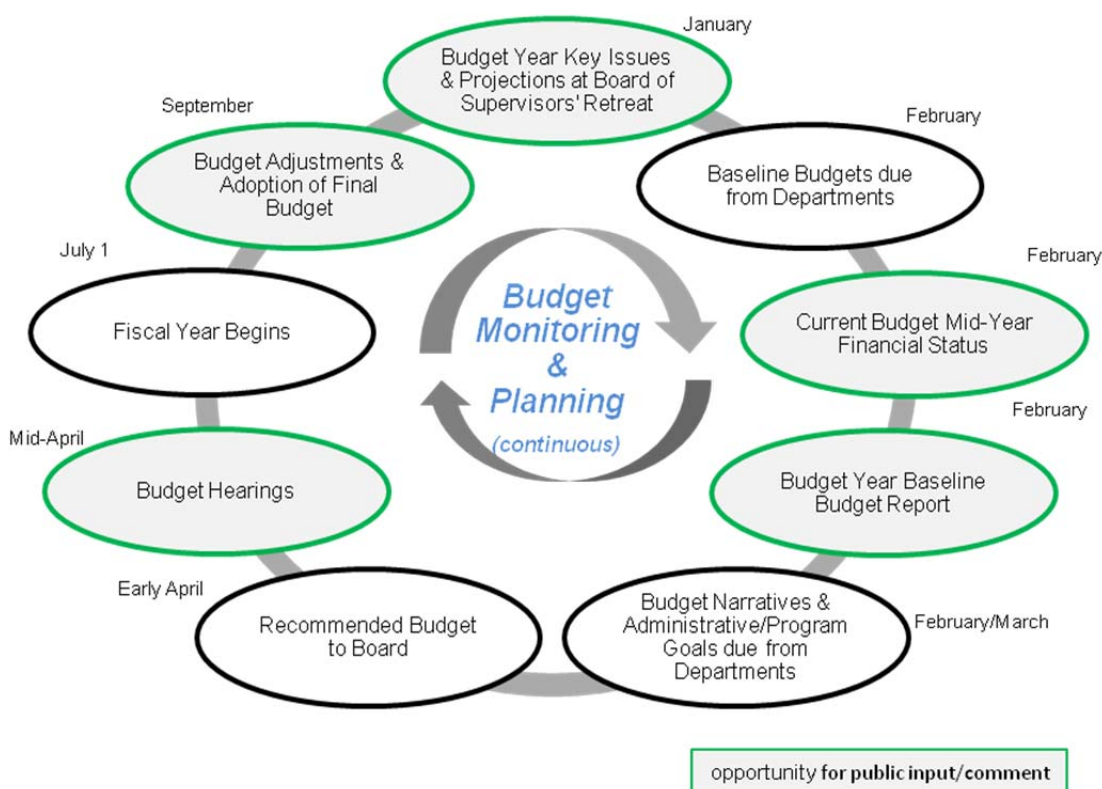 January
Budget Year Key Issues
& Projections at Board of
Supervisors' Retreat
February
Baseline Budgets due
from Departments
February
Current Budget Mid-Year
Financial Status
February
Budget Year Baseline
Budget Report
February/March
Budget Narratives &
Administrative/Program
Goals due from
Departments
Early April
Recommended Budget
to Board
Mid-April
Budget Hearings
July 1
Fiscal Year Begins
September
Budget Adjustments &
Adoption of Final
Budget
Budget
Monitoring
&
Planning
(continuous)
opportunity for public input/comment